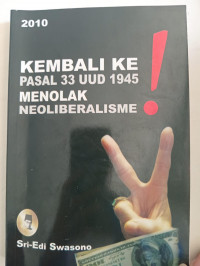 2010
KEMBALI KE
PASAL 33 UUD 1945
MENOLAK
NEOLIBERALISME !
Sri-Edi Swasono